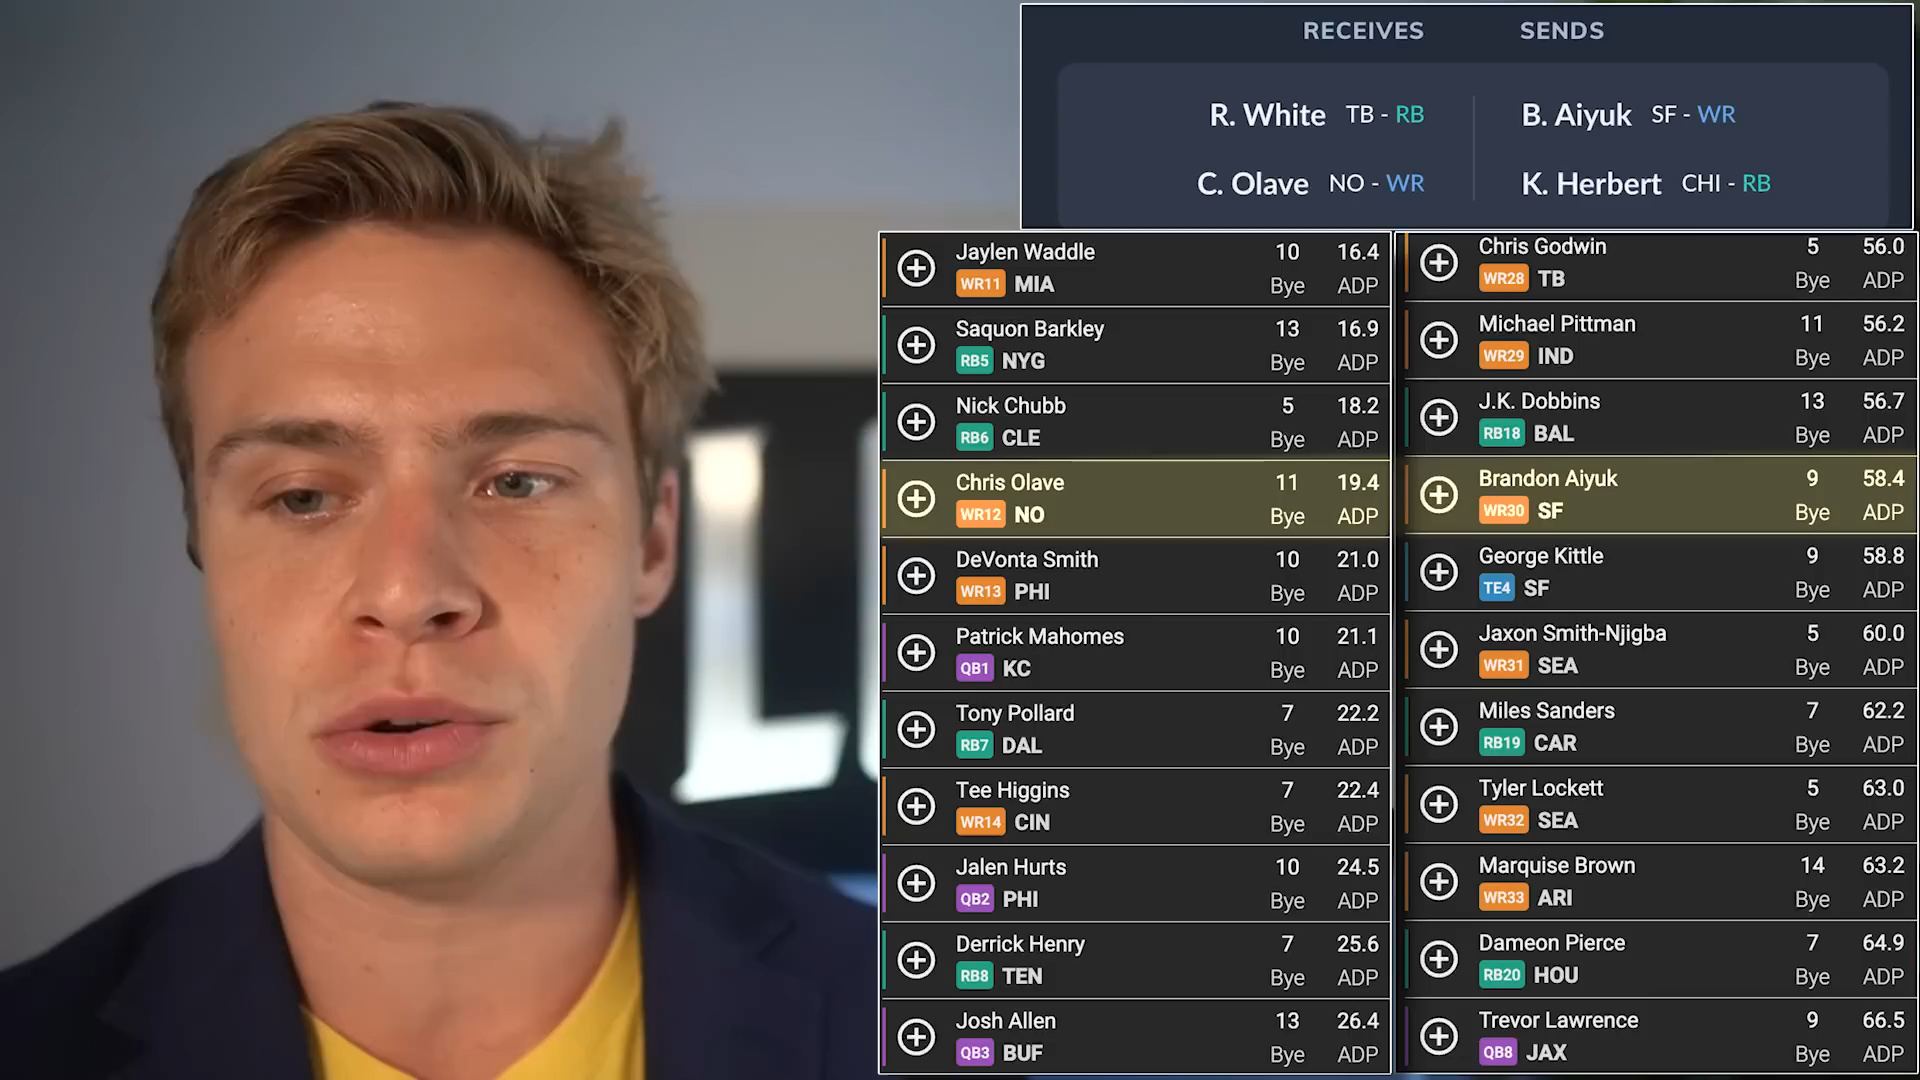 RECEIVES SENDS
R. White TB - RB B. Aiyuk SF - WR
C. Olave NO - WR K. Herbert CHI - RB
Jaylen Waddle 10 16.4
WR11 MIA Bye ADP
Saquon Barkley 13 16.9
RB5 NYG Bye ADP
Nick Chubb 5 18.2
RB6 CLE Bye ADP
Chris Olave 11 19.4
WR12 NO Bye ADP
DeVonta Smith 10 21.0
WR13 PHI Bye ADP
Patrick Mahomes 10 21.1
QB1 KC Bye ADP
Tony Pollard 7 22.2
RB7 DAL Bye ADP
Tee Higgins 7 22.4
WR14 CIN Bye ADP
Jalen Hurts 10 24.5
QB2 PHI Bye ADP
Derrick Henry 7 25.6
RB8 TEN Bye ADP
Josh Allen 13 26.4
QB3 BUF Bye ADP
Chris Godwin 5 56.0
WR28 TB Bye ADP
Michael Pittman 11 56.2
WR29 IND Bye ADP
J.K. Dobbins 13 56.7
RB18 BAL Bye ADP
Brandon Aiyuk 9 58.4
WR30 SF Bye ADP
George Kittle 9 58.8
TE4 SF Bye ADP
Jaxon Smith-Njigba 5 60.0
WR31 SEA Bye ADP
Miles Sanders 7 62.2
RB19 CAR Bye ADP
Tyler Lockett 5 63.0
WR32 SEA Bye ADP
Marquise Brown 14 63.2
WR33 ARI Bye ADP
Dameon Pierce 7 64.9
RB20 HOU Bye ADP
Trevor Lawrence 9 66.5
QB8 JAX Bye ADP